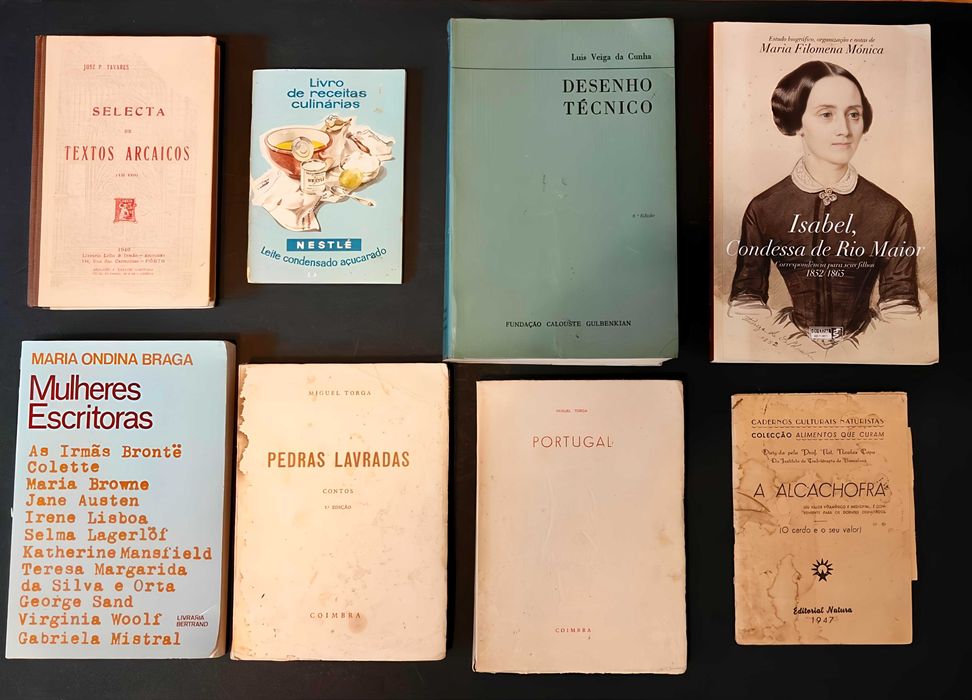 JOSÉ P. TAVARES
SELECTA
DE
TEXTOS ARCAICOS
1940
PÔRTO
Livro
de receitas
culinárias
NESTLÉ
Leite condensado açucarado
Luis Veiga da Cunha
DESENHO
TÉCNICO
4.ª Edição
FUNDAÇÃO CALOUSTE GULBENKIAN
Estudo biográfico, organização e notas de
Maria Filomena Mónica
Isabel,
Condessa de Rio Maior
Correspondência para seus filhos
1852/1865
MARIA ONDINA BRAGA
Mulheres
Escritoras
As Irmãs Brontë
Colette
Maria Browne
Jane Austen
Irene Lisboa
Selma Lagerlöf
Katherine Mansfield
Teresa Margarida
da Silva e Orta
George Sand
Virginia Woolf
Gabriela Mistral
LIVRARIA
BERTRAND
MIGUEL TORGA
PEDRAS LAVRADAS
CONTOS
COIMBRA
MIGUEL TORGA
PORTUGAL
COIMBRA
CADERNOS CULTURAIS NATURISTAS
COLECÇÃO ALIMENTOS QUE CURAM
A ALCACHOFRA
(O cardo e o seu valor)
Editorial Natura
1947